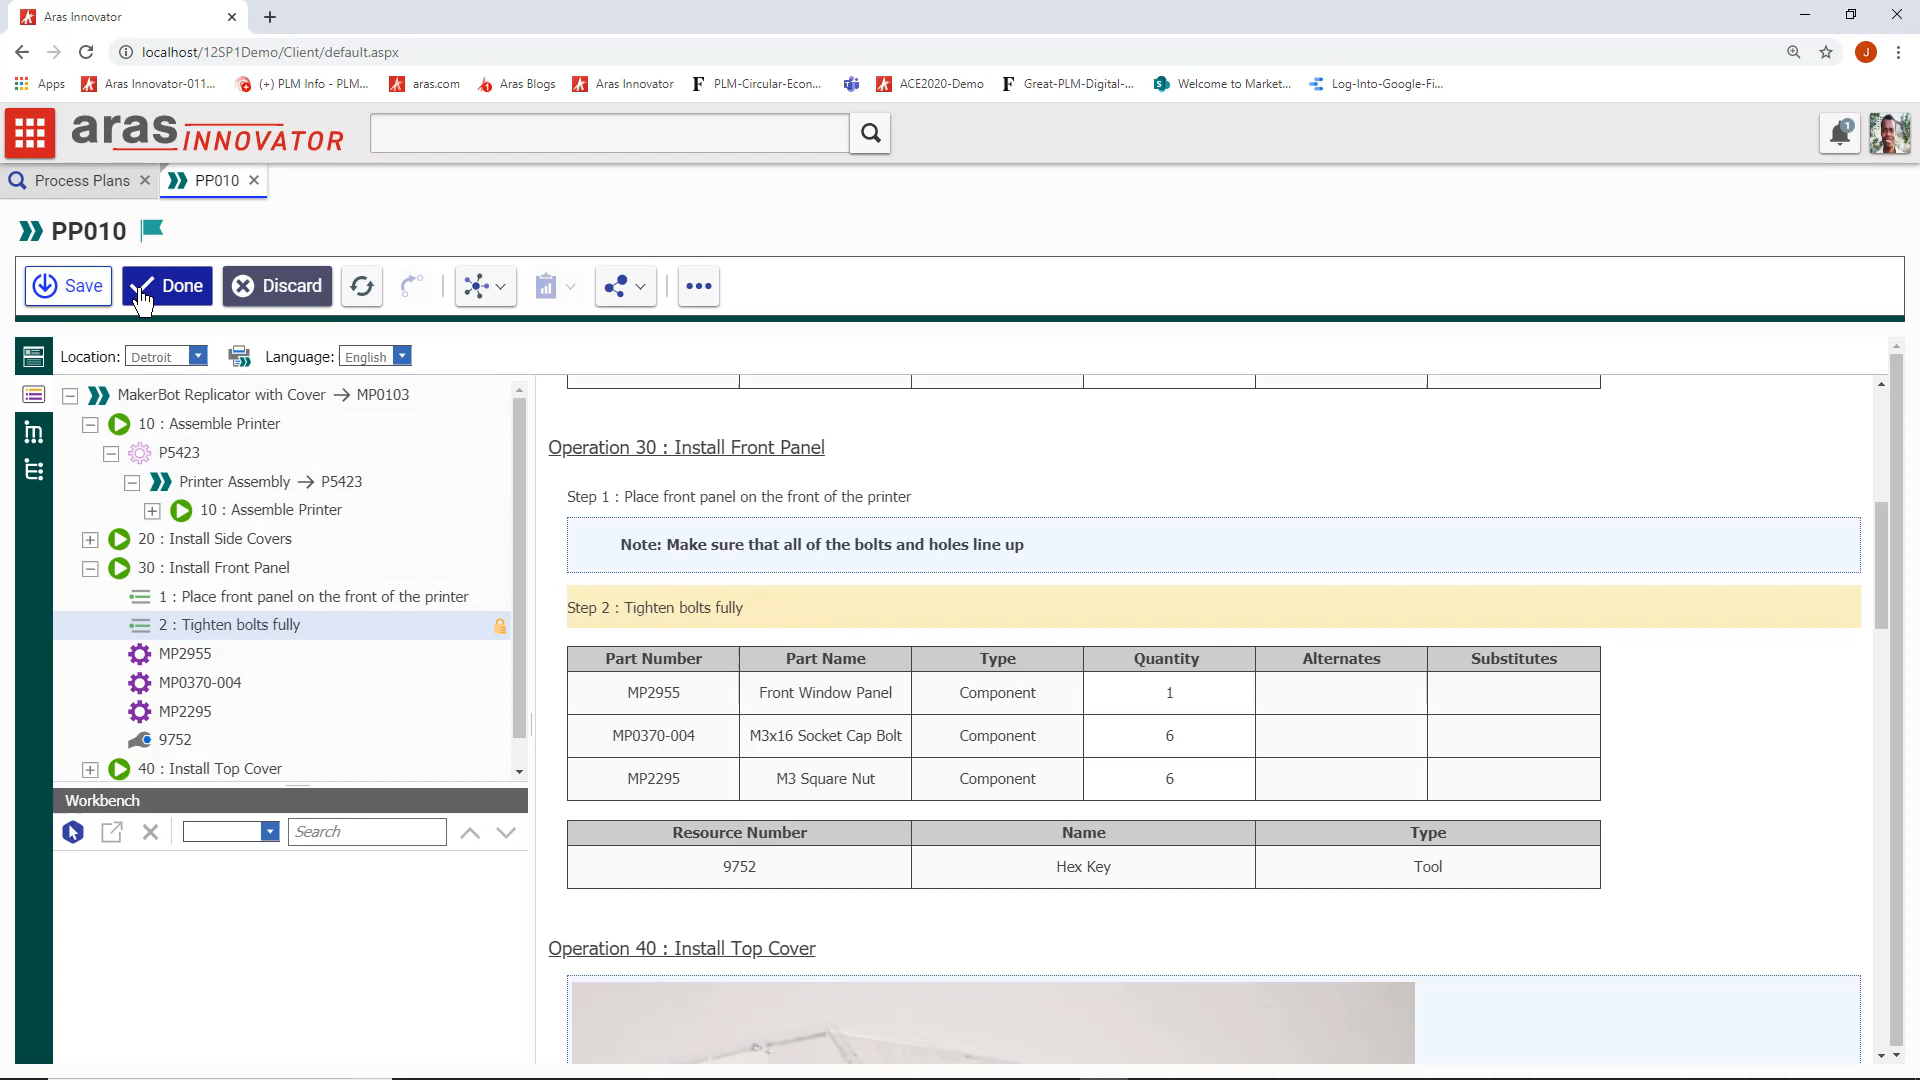 Aras Innovator
localhost/12SP1Demo/Client/default.aspx
J
Apps
Aras Innovator-011...
(+) PLM Info - PLM...
aras.com
Aras Blogs
Aras Innovator
PLM-Circular-Econ...
ACE2020-Demo
Great-PLM-Digital-...
Welcome to Market...
Log-Into-Google-Fi...
aras INNOVATOR
1
Process Plans
PP010
PP010
Save
Done
Discard
Location: Detroit
Language: English
MakerBot Replicator with Cover → MP0103
10 : Assemble Printer
P5423
Printer Assembly → P5423
10 : Assemble Printer
20 : Install Side Covers
30 : Install Front Panel
1 : Place front panel on the front of the printer
2 : Tighten bolts fully
MP2955
MP0370-004
MP2295
9752
40 : Install Top Cover
Workbench
Search
Operation 30 : Install Front Panel
Step 1 : Place front panel on the front of the printer
Note: Make sure that all of the bolts and holes line up
Step 2 : Tighten bolts fully
Part Number Part Name Type Quantity Alternates Substitutes
MP2955 Front Window Panel Component 1
MP0370-004 M3x16 Socket Cap Bolt Component 6
MP2295 M3 Square Nut Component 6
Resource Number Name Type
9752 Hex Key Tool
Operation 40 : Install Top Cover